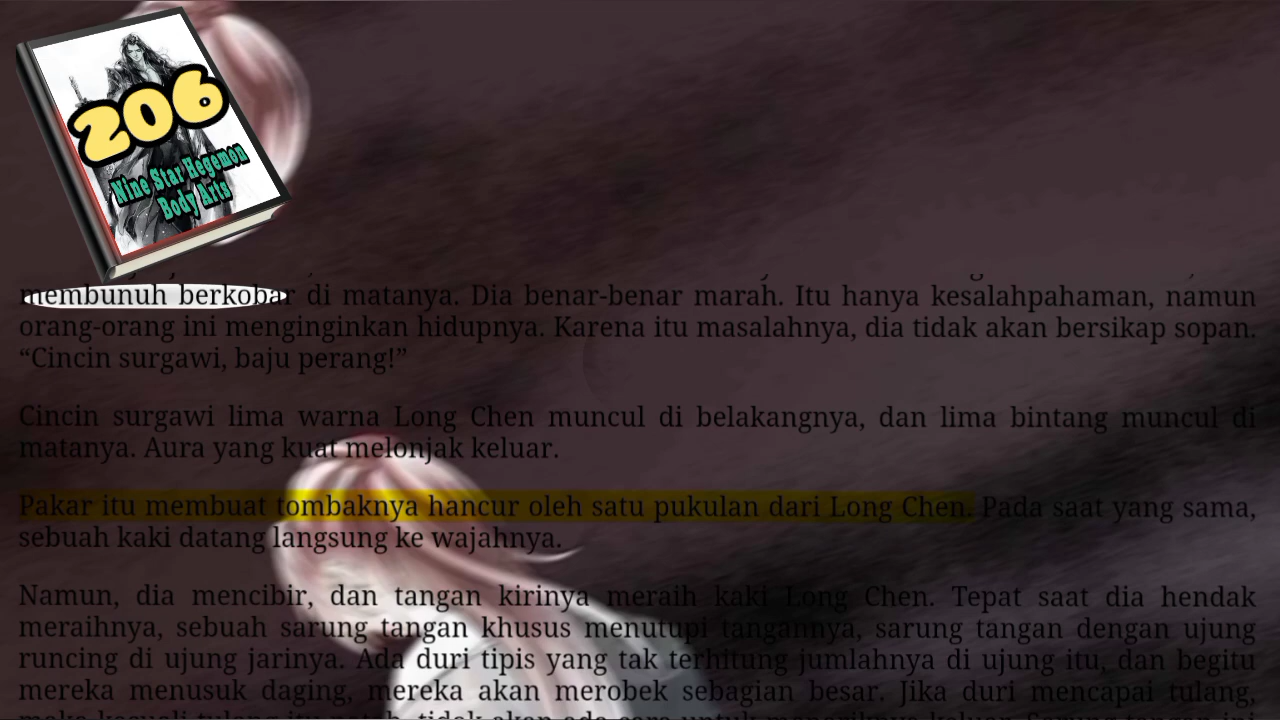 206
Nine Star Hegemon
Body Arts
membunuh berkobar di matanya. Dia benar-benar marah. Itu hanya kesalahpahaman, namun
orang-orang ini menginginkan hidupnya. Karena itu masalahnya, dia tidak akan bersikap sopan.
“Cincin surgawi, baju perang!”
Cincin surgawi lima warna Long Chen muncul di belakangnya, dan lima bintang muncul di
matanya. Aura yang kuat melonjak keluar.
Pakar itu membuat tombaknya hancur oleh satu pukulan dari Long Chen. Pada saat yang sama,
sebuah kaki datang langsung ke wajahnya.
Namun, dia mencibir, dan tangan kirinya meraih kaki Long Chen. Tepat saat dia hendak
meraihnya, sebuah sarung tangan khusus menutupi tangannya, sarung tangan dengan ujung
runcing di ujung jarinya. Ada duri tipis yang tak terhitung jumlahnya di ujung itu, dan begitu
mereka menusuk daging, mereka akan merobek sebagian besar. Jika duri mencapai tulang,